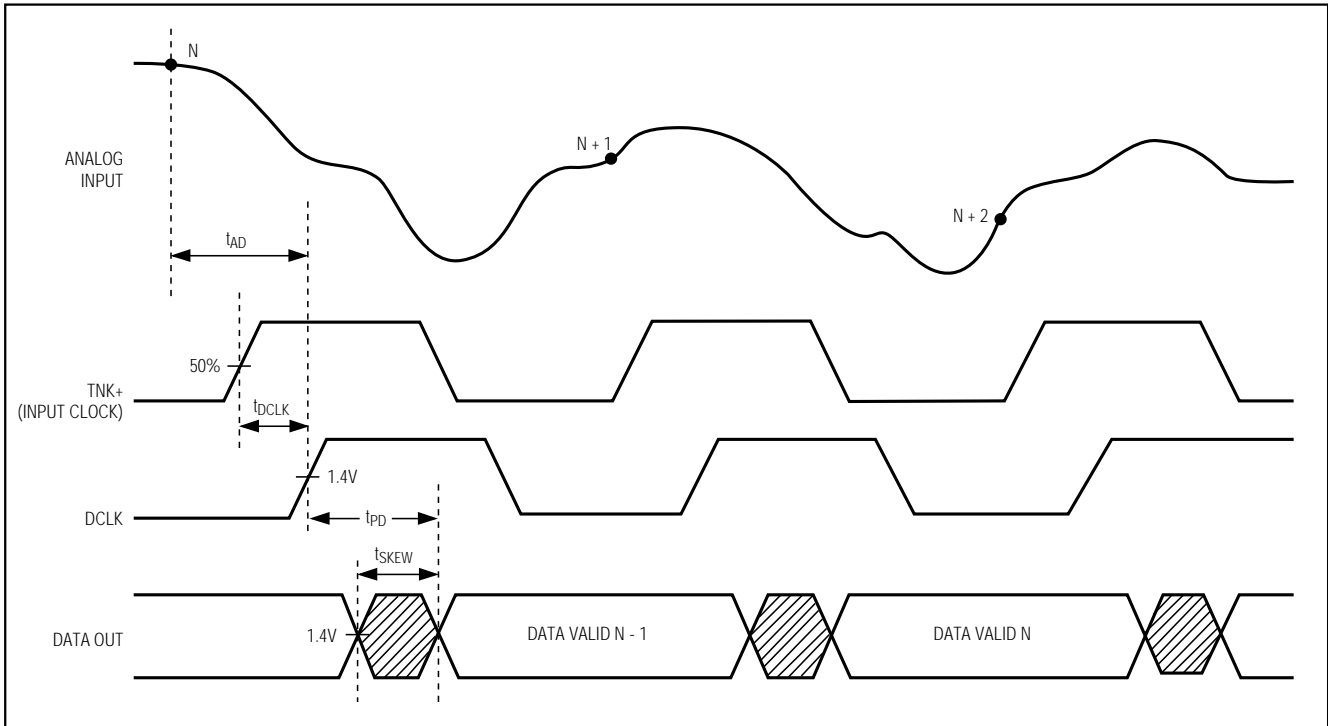 N
N + 1
ANALOG
INPUT
N + 2
tAD
50%
TNK+
(INPUT CLOCK)
tDCLK
1.4V
DCLK
tPD
tSKEW
1.4V
DATA OUT
DATA VALID N - 1
DATA VALID N